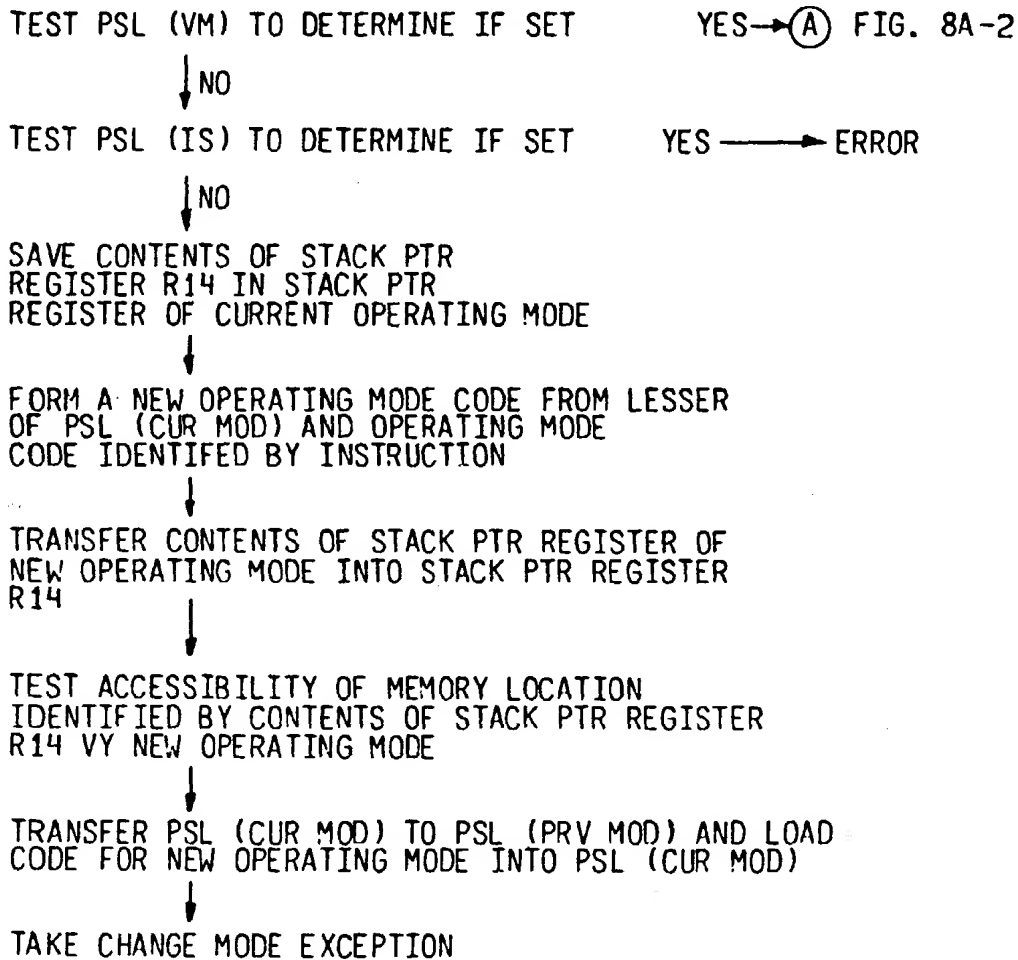 TEST PSL (VM) TO DETERMINE IF SET YES A FIG. 8A-2
NO
TEST PSL (IS) TO DETERMINE IF SET YES ERROR
NO
SAVE CONTENTS OF STACK PTR
REGISTER R14 IN STACK PTR
REGISTER OF CURRENT OPERATING MODE
FORM A NEW OPERATING MODE CODE FROM LESSER
OF PSL (CUR MOD) AND OPERATING MODE
CODE IDENTIFED BY INSTRUCTION
TRANSFER CONTENTS OF STACK PTR REGISTER OF
NEW OPERATING MODE INTO STACK PTR REGISTER
R14
TEST ACCESSIBILITY OF MEMORY LOCATION
IDENTIFIED BY CONTENTS OF STACK PTR REGISTER
R14 VY NEW OPERATING MODE
TRANSFER PSL (CUR MOD) TO PSL (PRV MOD) AND LOAD
CODE FOR NEW OPERATING MODE INTO PSL (CUR MOD)
TAKE CHANGE MODE EXCEPTION